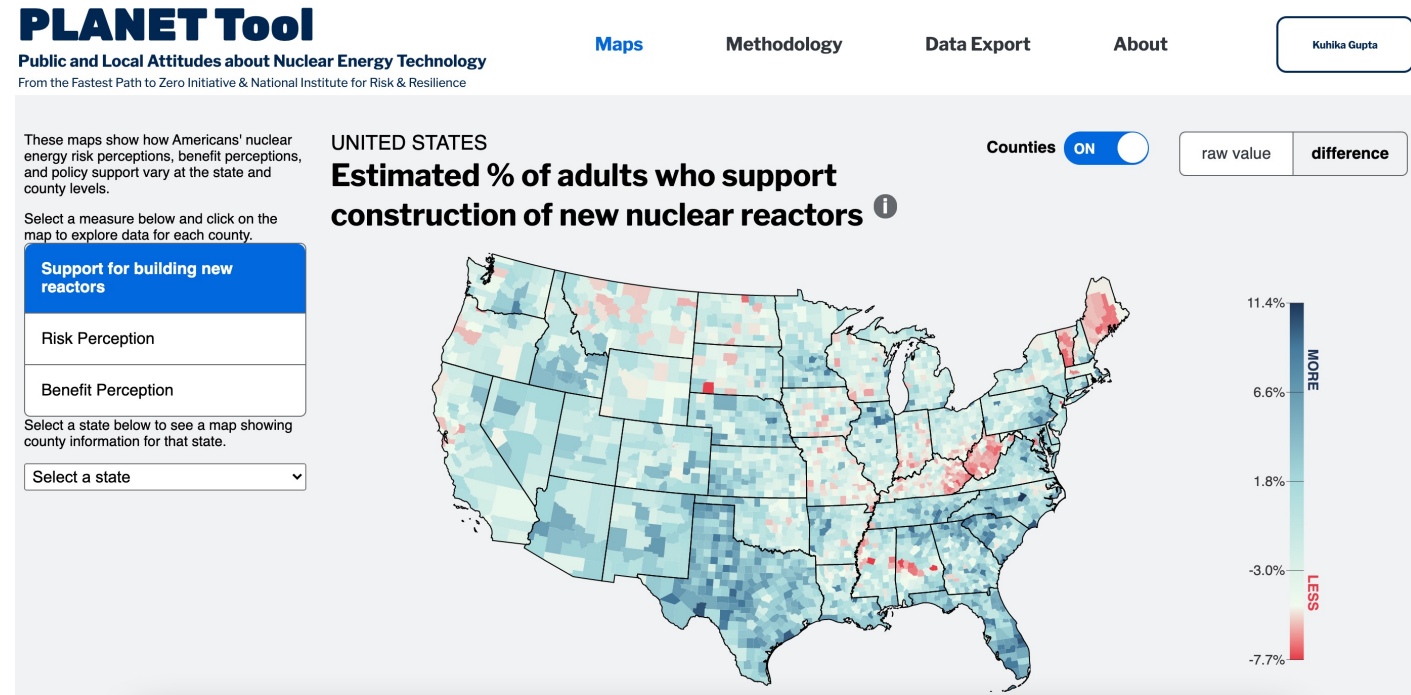 PLANET Tool
Public and Local Attitudes about Nuclear Energy Technology
From the Fastest Path to Zero Initiative & National Institute for Risk & Resilience
Maps
Methodology
Data Export
About
Kuhika Gupta
These maps show how Americans' nuclear
energy risk perceptions, benefit perceptions,
and policy support vary at the state and
county levels.
Select a measure below and click on the
map to explore data for each county.
Support for building new
reactors
Risk Perception
Benefit Perception
Select a state below to see a map showing
county information for that state.
Select a state
UNITED STATES
Estimated % of adults who support
construction of new nuclear reactors
i
Counties
ON
raw value
difference
11.4%
6.6%
1.8%
-3.0%
-7.7%
MORE
LESS